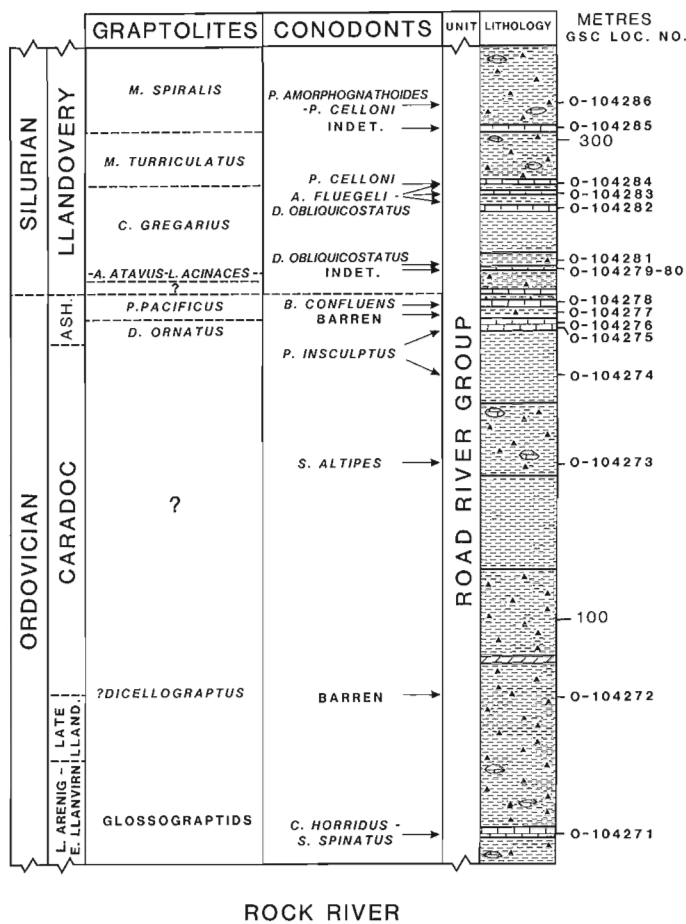 GRAPTOLITES
CONODONTS
UNIT
LITHOLOGY
METRES
GSC LOC. NO.
SILURIAN
ORDOVICIAN
LLANDOVERY
ASH.
CARADOC
LATE LLAND.
L. ARENIG -
E. LLANVIRN
M. SPIRALIS
M. TURRICULATUS
C. GREGARIUS
-A. ATAVUS-L. ACINACES--
?
P. PACIFICUS
D. ORNATUS
?
?DICELLOGRAPTUS
GLOSSOGRAPTIDS
P. AMORPHOGNATHOIDES
-P. CELLONI
INDET.
P. CELLONI
A. FLUEGELI -
D. OBLIQUICOSTATUS
D. OBLIQUICOSTATUS
INDET.
B. CONFLUENS
BARREN
P. INSCULPTUS
S. ALTIPES
BARREN
C. HORRIDUS -
S. SPINATUS
ROAD RIVER GROUP
O-104286
O-104285
300
O-104284
O-104283
O-104282
O-104281
O-104279-80
O-104278
O-104277
O-104276
O-104275
O-104274
O-104273
100
O-104272
O-104271
ROCK RIVER